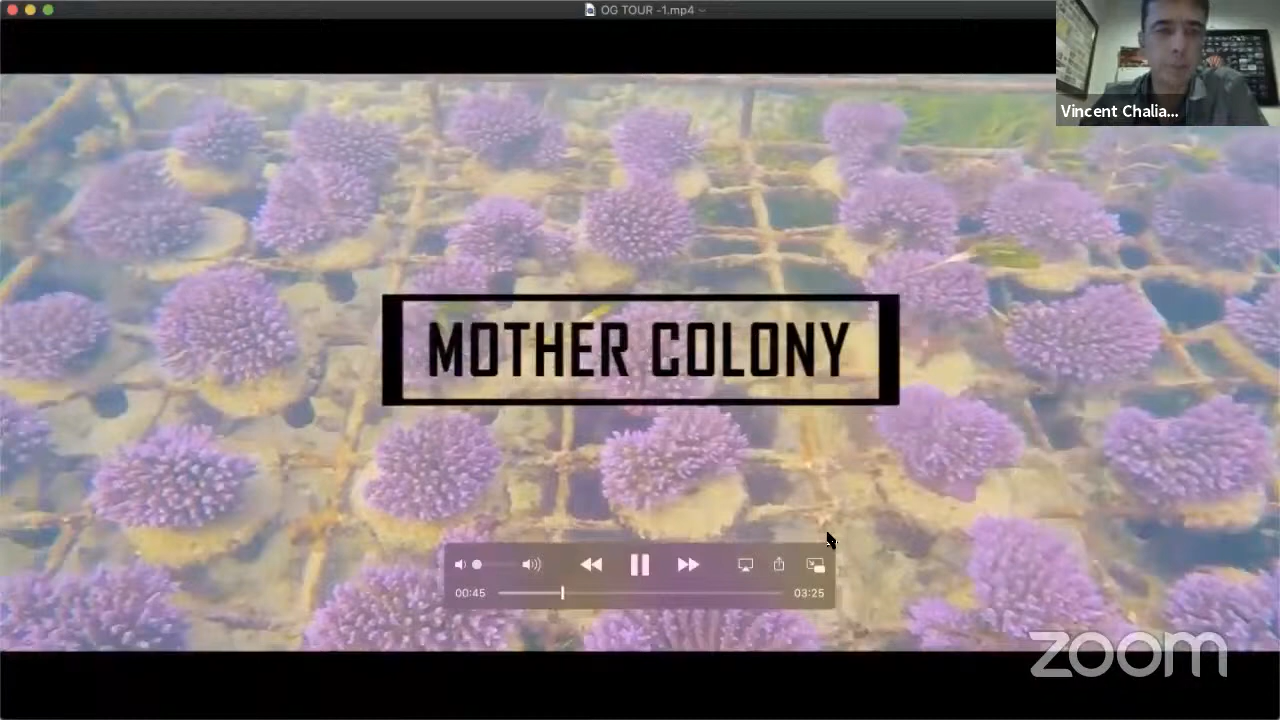 OG TOUR -1.mp4
Vincent Chalia...
MOTHER COLONY
00:45
03:25
zoom